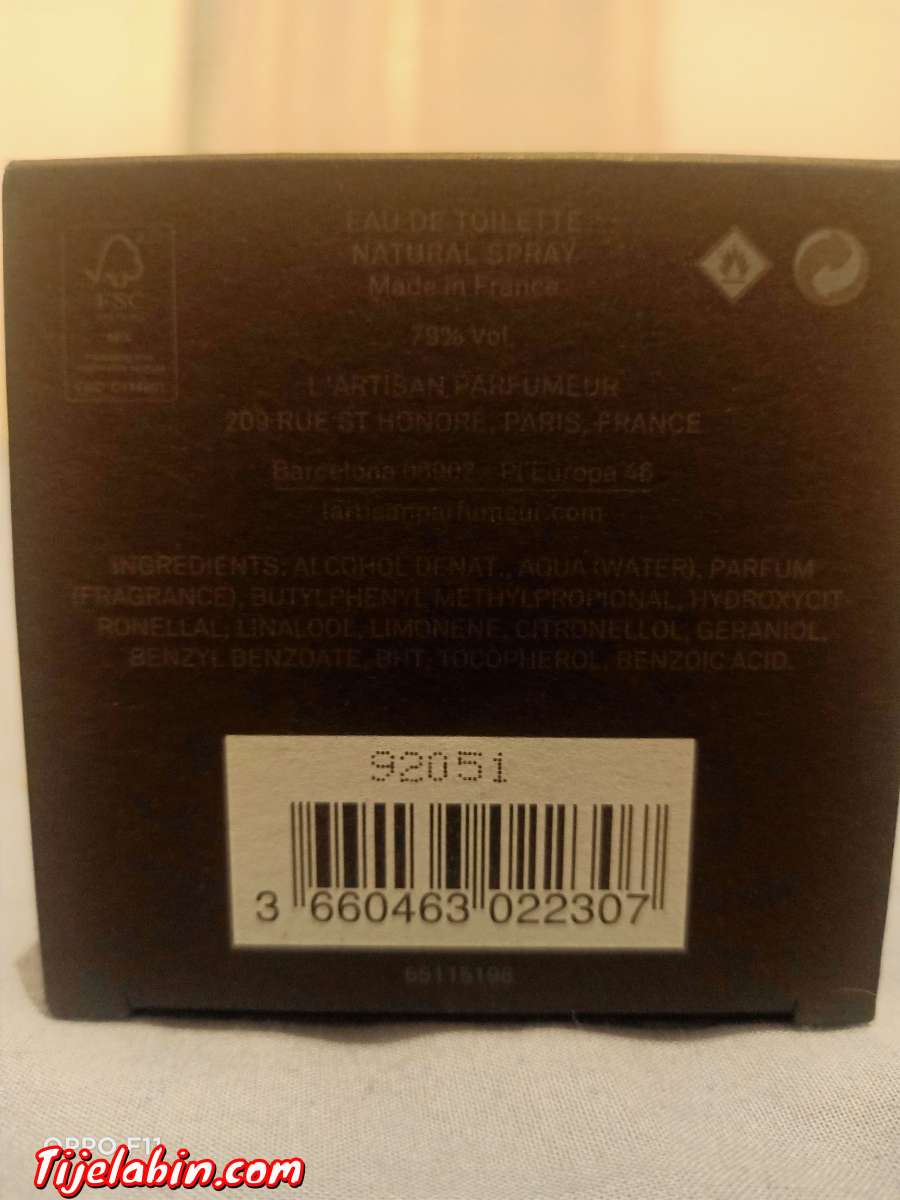 EAU DE TOILETTE
NATURAL SPRAY
Made in France
FSC
79% Vol.
L'ARTISAN PARFUMEUR
209 RUE ST HONORÉ, PARIS, FRANCE
Barcelona 08907 - Pl Europa 46
lartisanparfumeur.com
INGREDIENTS: ALCOHOL DENAT., AQUA (WATER), PARFUM
(FRAGRANCE), BUTYLPHENYL METHYLPROPIONAL, HYDROXYCIT
RONELLAL, LINALOOL, LIMONENE, CITRONELLOL, GERANIOL,
BENZYL BENZOATE, BHT, TOCOPHEROL, BENZOIC ACID.
92051
3 660463 022307
65115198
OPPO F11
Tijelabin.com